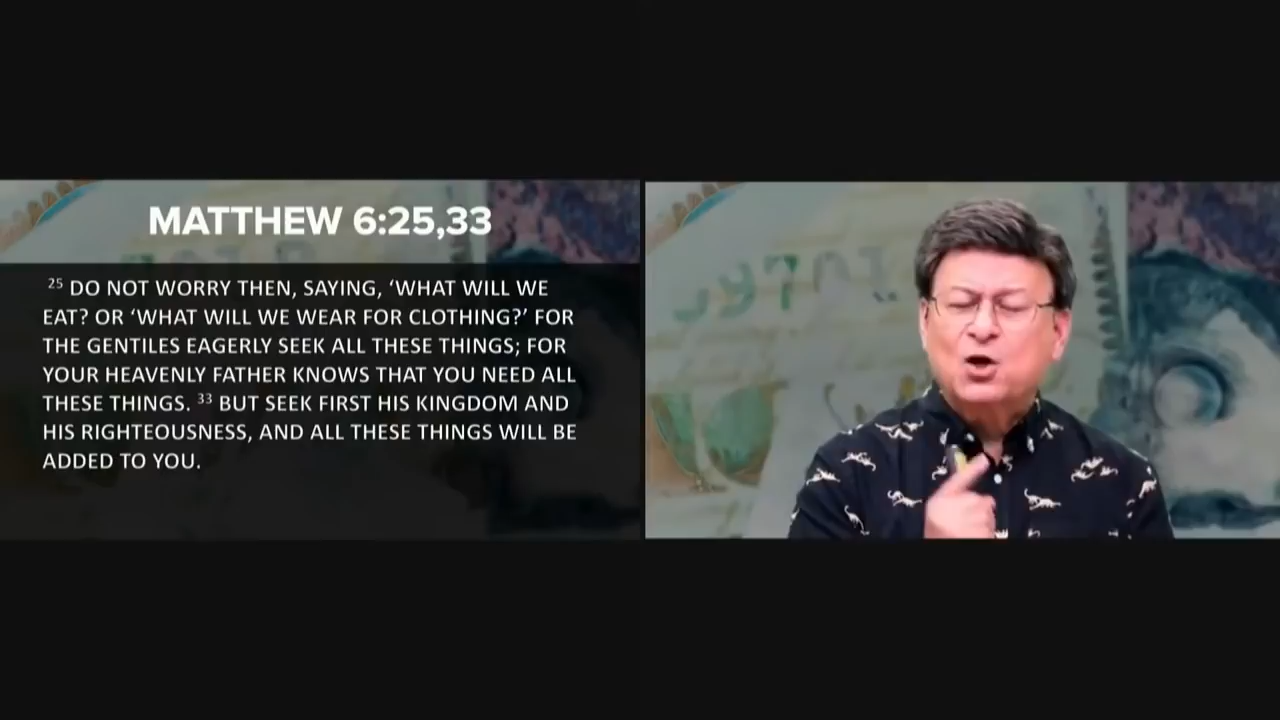 MATTHEW 6:25,33
25 DO NOT WORRY THEN, SAYING, ‘WHAT WILL WE
EAT? OR ‘WHAT WILL WE WEAR FOR CLOTHING?’ FOR
THE GENTILES EAGERLY SEEK ALL THESE THINGS; FOR
YOUR HEAVENLY FATHER KNOWS THAT YOU NEED ALL
THESE THINGS. 33 BUT SEEK FIRST HIS KINGDOM AND
HIS RIGHTEOUSNESS, AND ALL THESE THINGS WILL BE
ADDED TO YOU.